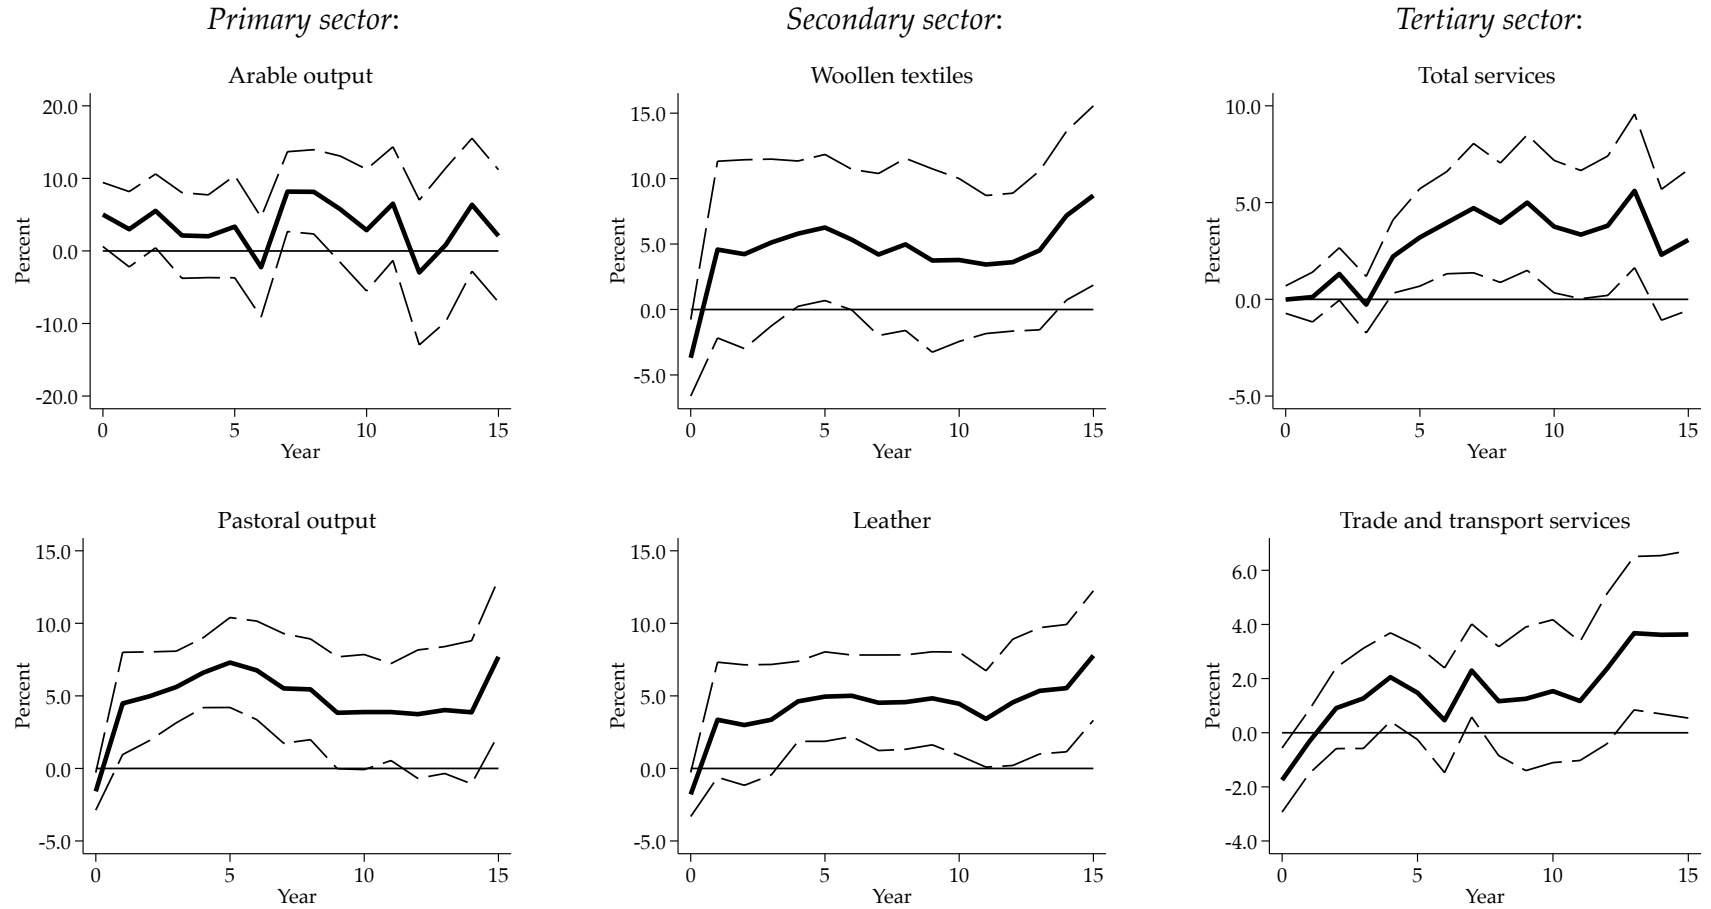 Primary sector:
Secondary sector:
Tertiary sector:
Arable output
20.0
10.0
0.0
-10.0
-20.0
Percent
0 5 10 15
Year
Woollen textiles
15.0
10.0
5.0
0.0
-5.0
Percent
0 5 10 15
Year
Total services
10.0
5.0
0.0
-5.0
Percent
0 5 10 15
Year
Pastoral output
15.0
10.0
5.0
0.0
-5.0
Percent
0 5 10 15
Year
Leather
15.0
10.0
5.0
0.0
-5.0
Percent
0 5 10 15
Year
Trade and transport services
6.0
4.0
2.0
0.0
-2.0
-4.0
Percent
0 5 10 15
Year